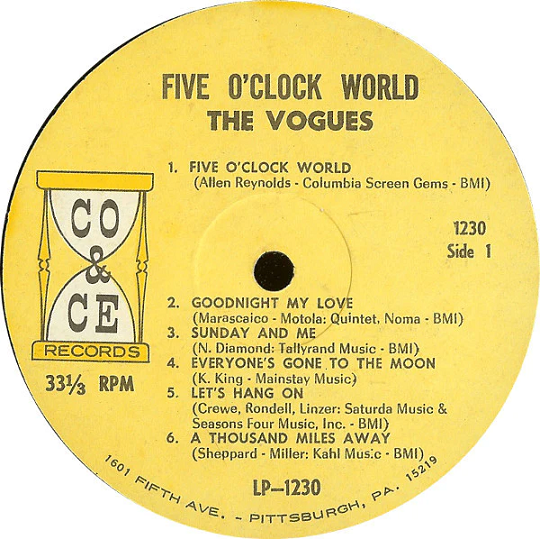 FIVE O'CLOCK WORLD
THE VOGUES
1. FIVE O'CLOCK WORLD
(Allen Reynolds - Columbia Screen Gems - BMI)
CO
&
CE
RECORDS
33⅓ RPM
1230
Side 1
2. GOODNIGHT MY LOVE
(Marascaico - Motola: Quintet, Noma - BMI)
3. SUNDAY AND ME
(N. Diamond: Tallyrand Music - BMI)
4. EVERYONE'S GONE TO THE MOON
(K. King - Mainstay Music)
5. LET'S HANG ON
(Crewe, Rondell, Linzer: Saturda Music &
Seasons Four Music, Inc. - BMI)
6. A THOUSAND MILES AWAY
(Sheppard - Miller: Kahl Music - BMI)
LP-1230
1601 FIFTH AVE. - PITTSBURGH, PA. 15219